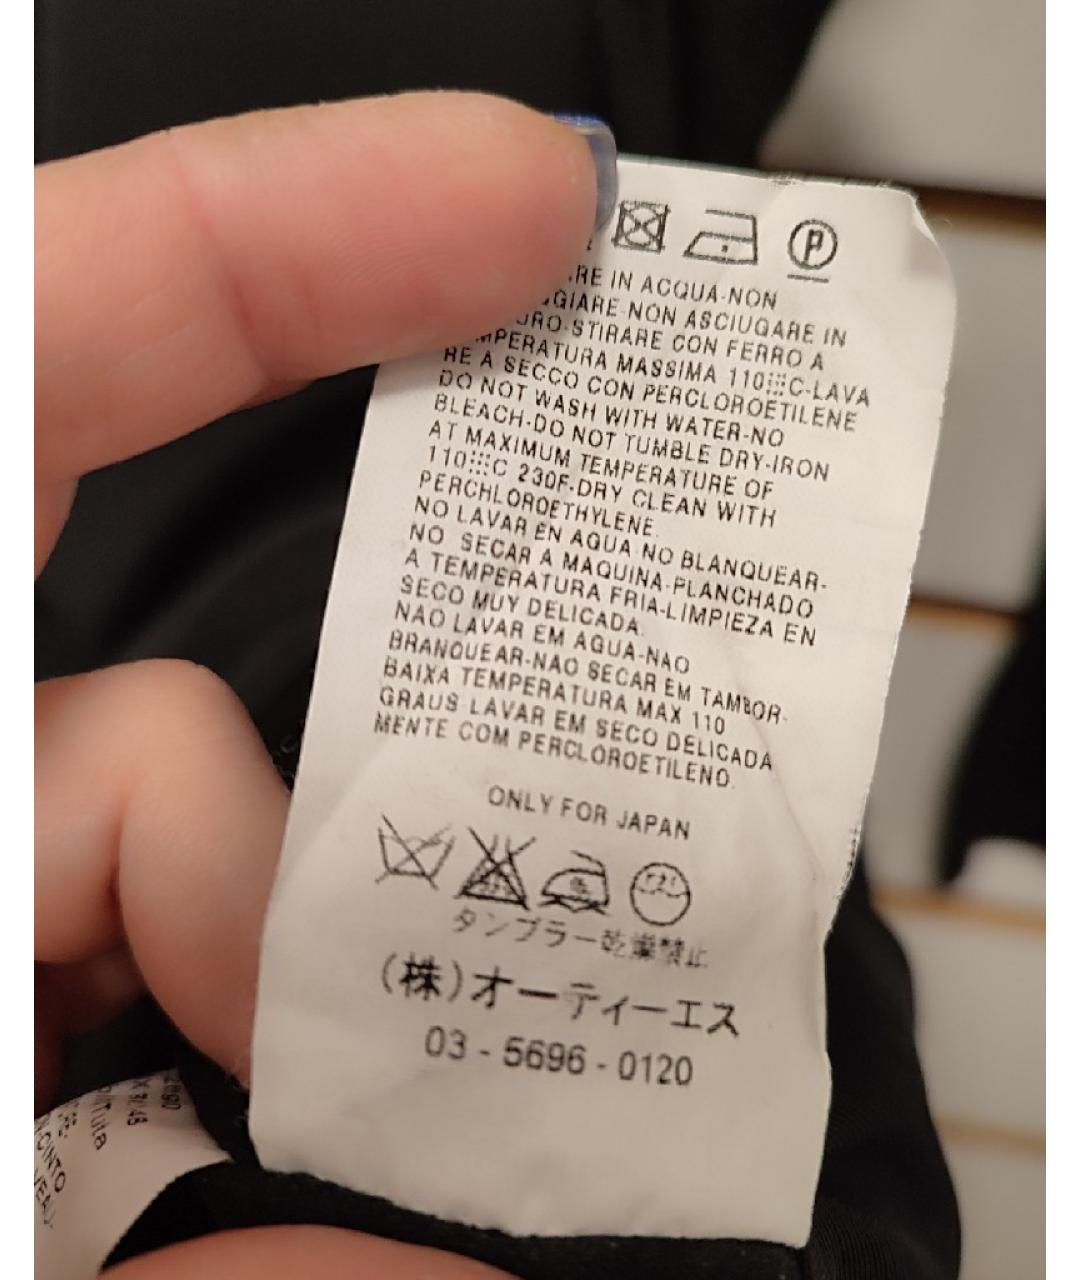 IN ACQUA-NON
NON ASCIUGARE IN
STIRARE CON FERRO A
MASSIMA 110 C-LAVA
RE A SECCO CON PERCLOROETILENE
DO NOT WASH WITH WATER-NO
BLEACH-DO NOT TUMBLE DRY-IRON
AT MAXIMUM TEMPERATURE OF
110 C 230F-DRY CLEAN WITH
PERCHLOROETHYLENE.
NO LAVAR EN AGUA-NO BLANQUEAR-
NO SECAR A MAQUINA-PLANCHADO
A TEMPERATURA FRIA-LIMPIEZA EN
SECO MUY DELICADA.
NAO LAVAR EM AGUA-NAO
BRANQUEAR-NAO SECAR EM TAMBOR-
BAIXA TEMPERATURA MAX 110
GRAUS-LAVAR EM SECO DELICADA
MENTE COM PERCLOROETILENO.
ONLY FOR JAPAN
タンブラー乾燥禁止
(株)オーティーエス
03-5696-0120